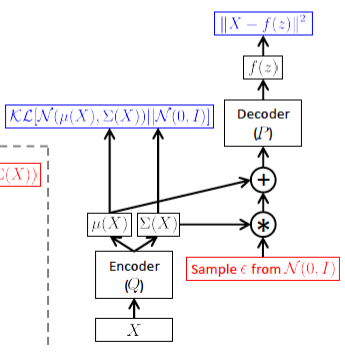 ‖X − f(z)‖²
f(z)
𝒦ℒ[𝒩(μ(X), Σ(X))||𝒩(0, I)]
Decoder
(P)
Σ(X))
+
μ(X) Σ(X)
*
Encoder
(Q)
Sample ϵ from 𝒩(0, I)
X